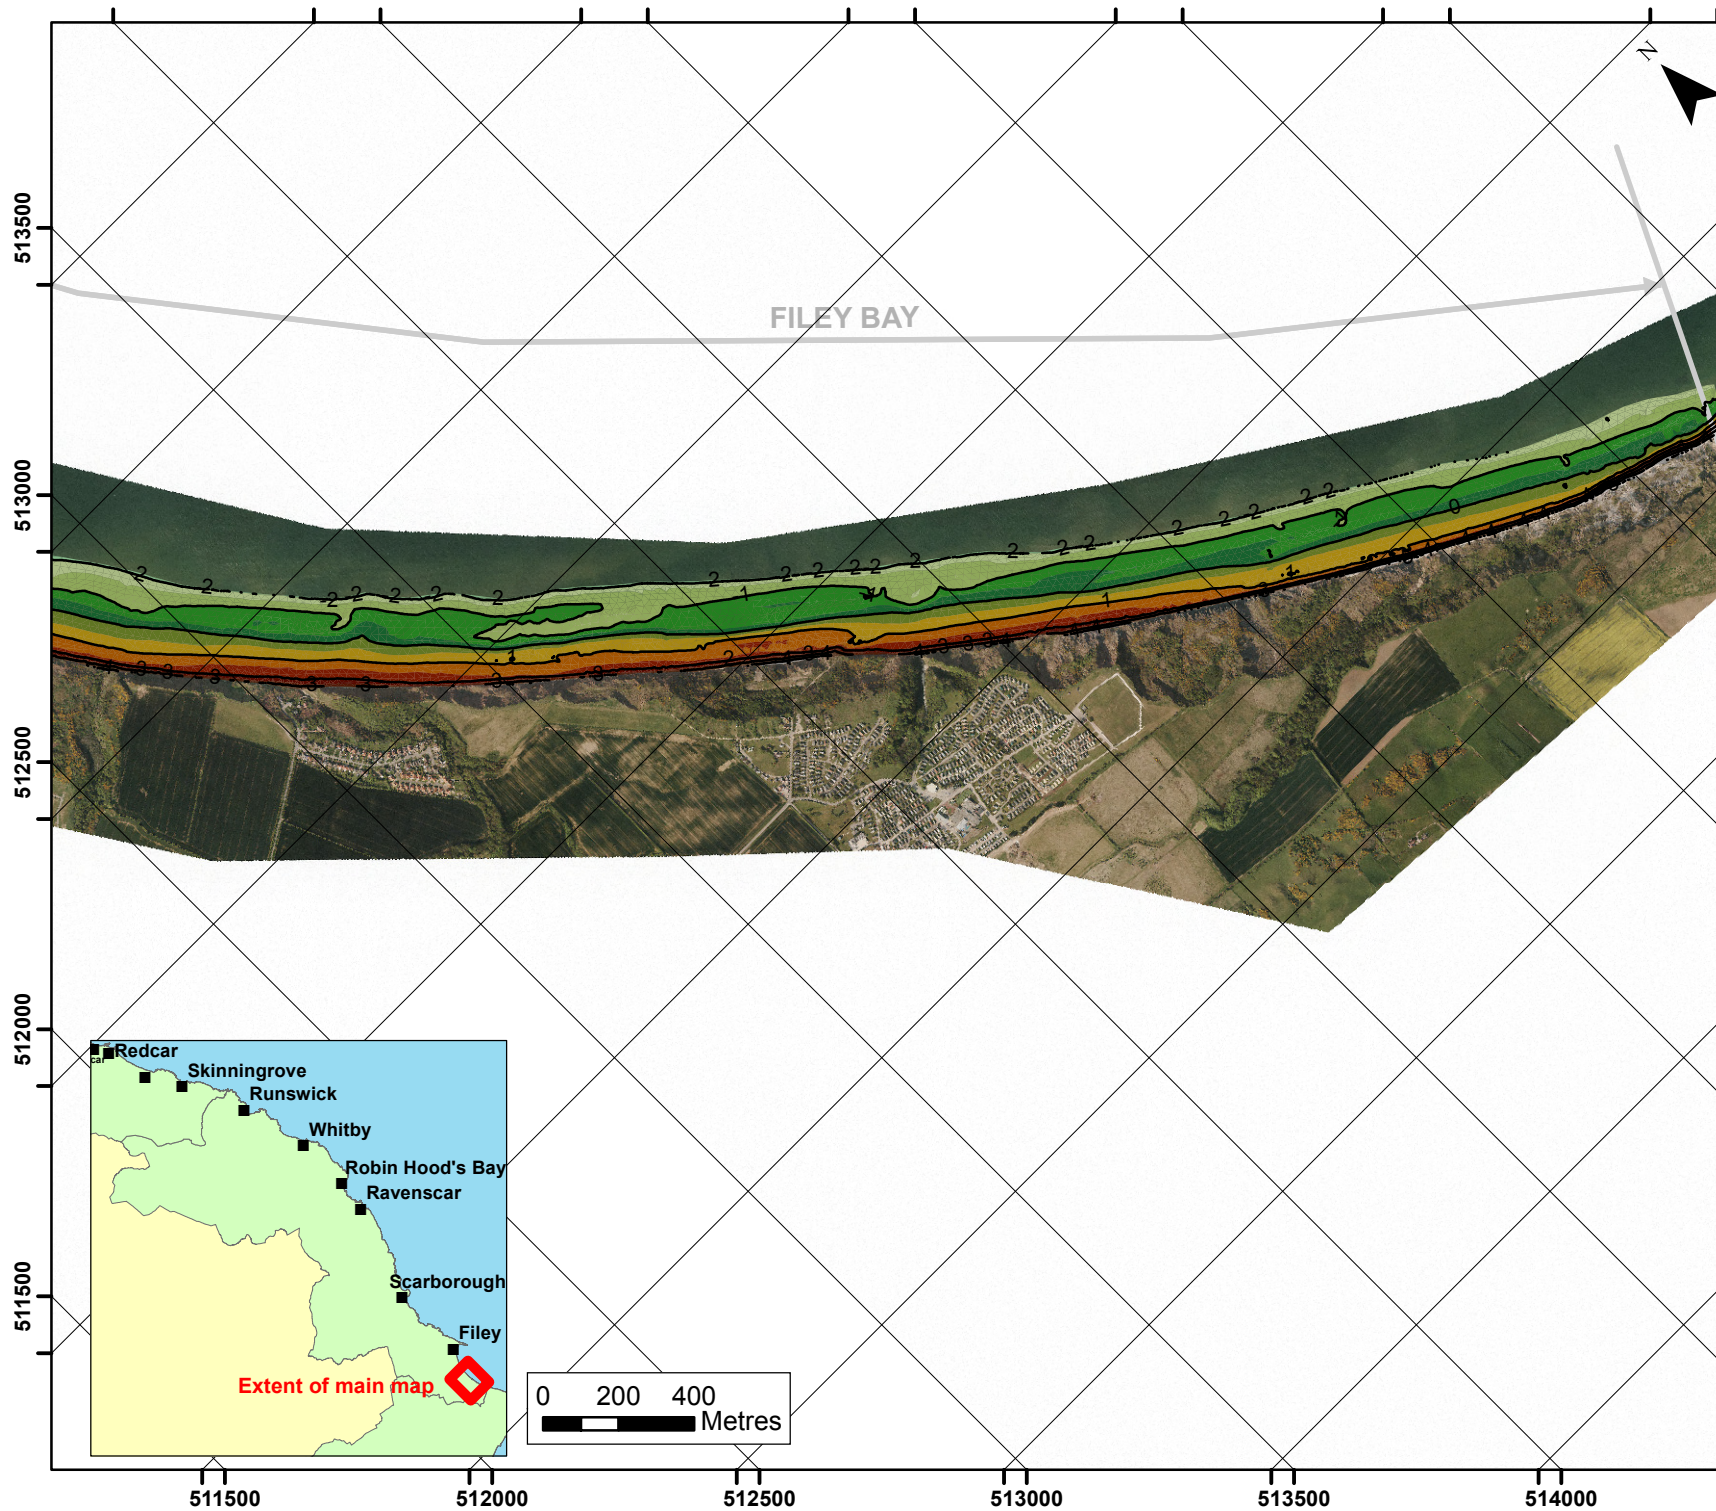 N
513500
FILEY BAY
513000
512500
512000
511500
Redcar
Skinningrove
Runswick
Whitby
Robin Hood's Bay
Ravenscar
Scarborough
Filey
Extent of main map
0 200 400
Metres
511500 512000 512500 513000 513500 514000